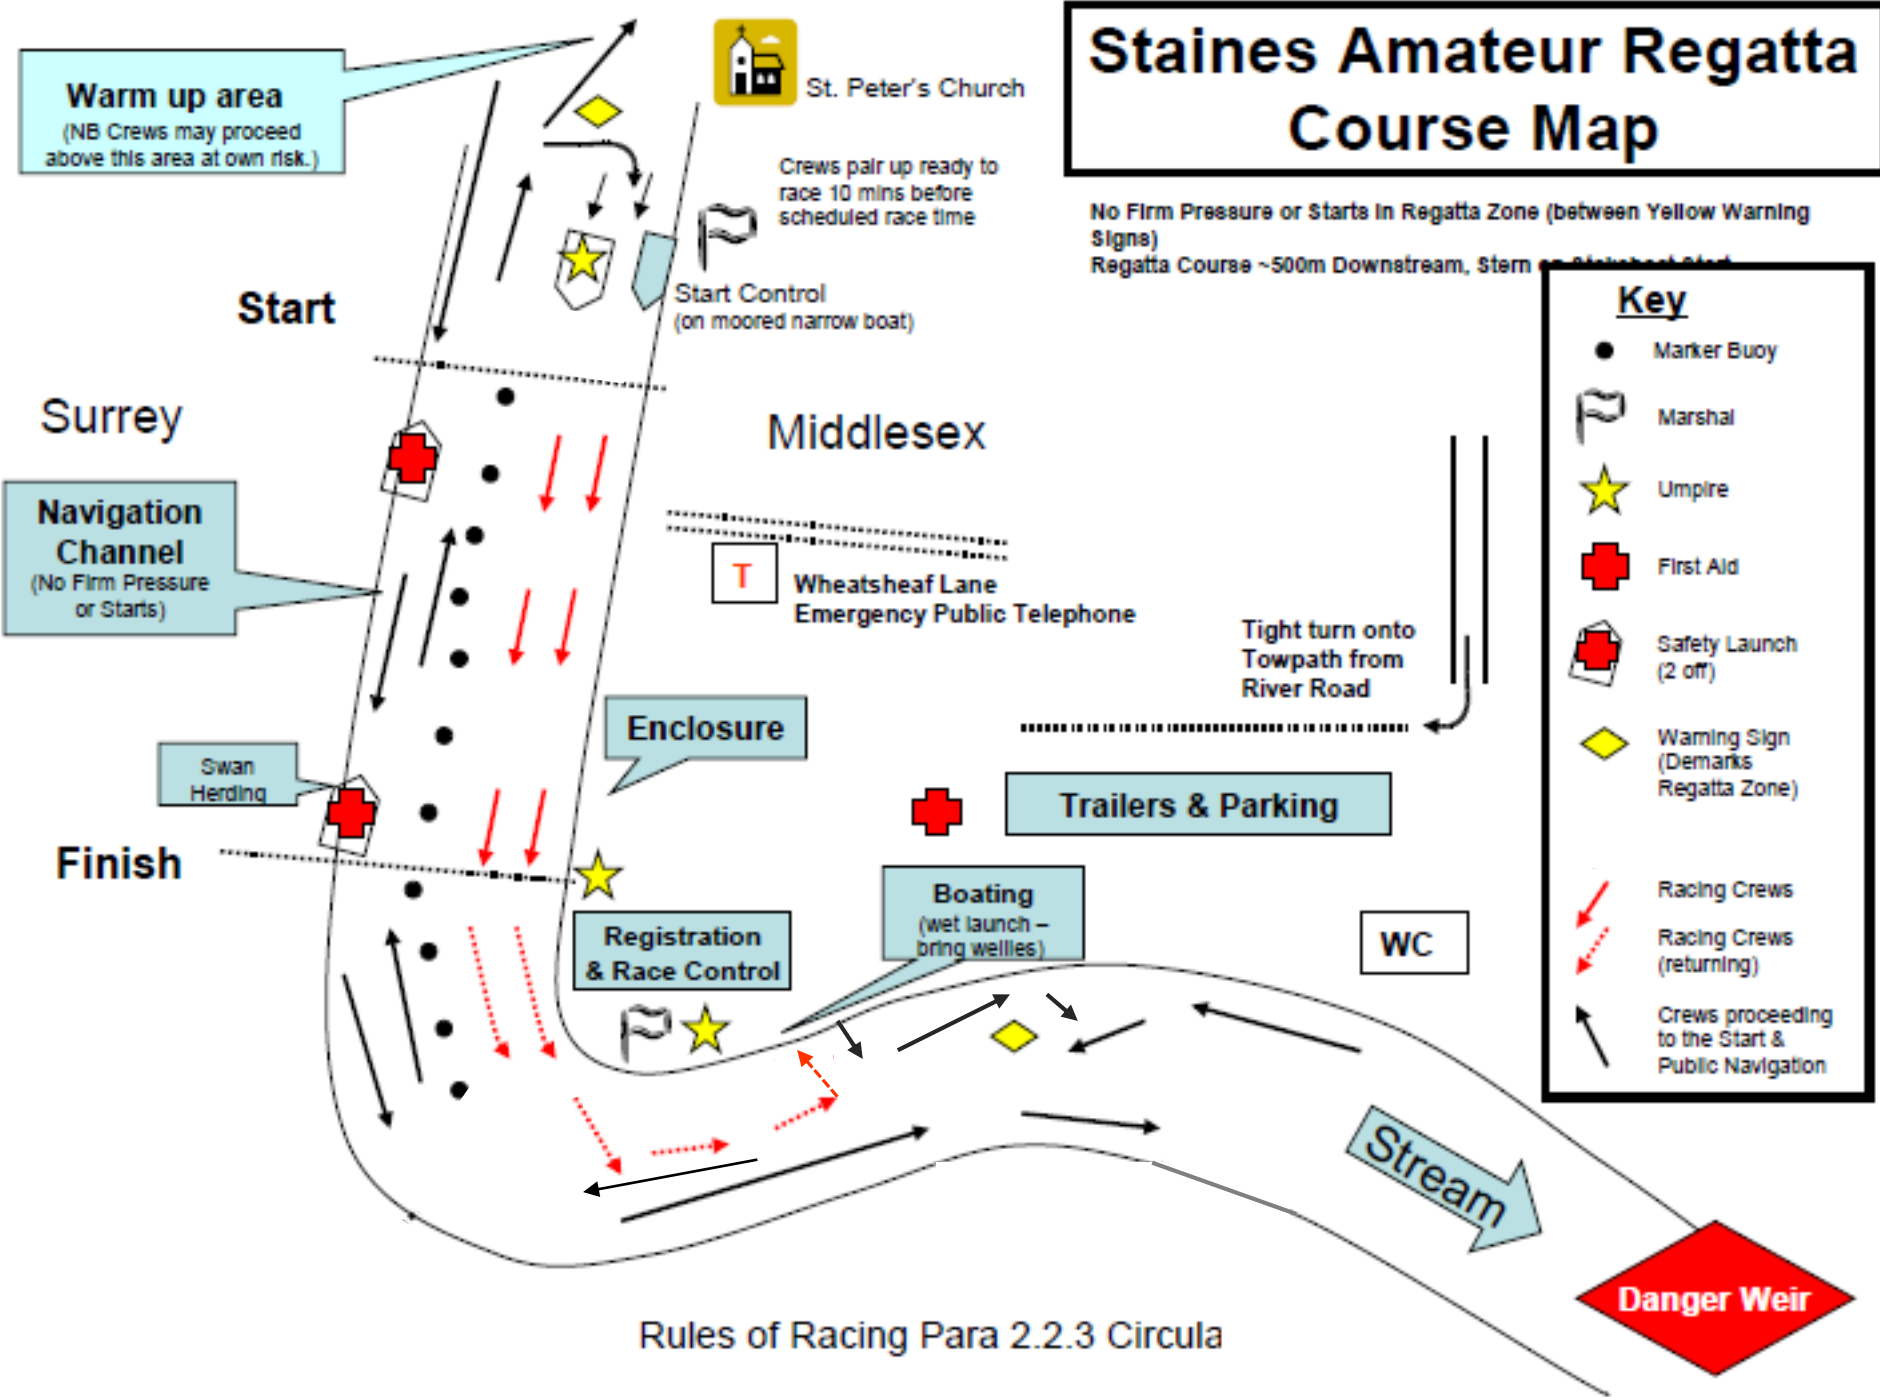 Staines Amateur Regatta
Course Map
Warm up area
(NB Crews may proceed
above this area at own risk.)
St. Peter's Church
Crews pair up ready to
race 10 mins before
scheduled race time
No Firm Pressure or Starts in Regatta Zone (between Yellow Warning
Signs)
Regatta Course ~500m Downstream, Stern on Stakeboat Start
Start Control
(on moored narrow boat)
Start
Surrey
Middlesex
Navigation
Channel
(No Firm Pressure
or Starts)
T
Wheatsheaf Lane
Emergency Public Telephone
Tight turn onto
Towpath from
River Road
Enclosure
Swan
Herding
Trailers & Parking
Finish
Boating
(wet launch –
bring wellies)
Registration
& Race Control
WC
Key
Marker Buoy
Marshal
Umpire
First Aid
Safety Launch
(2 off)
Warning Sign
(Demarks
Regatta Zone)
Racing Crews
Racing Crews
(returning)
Crews proceeding
to the Start &
Public Navigation
Stream
Danger Weir
Rules of Racing Para 2.2.3 Circula